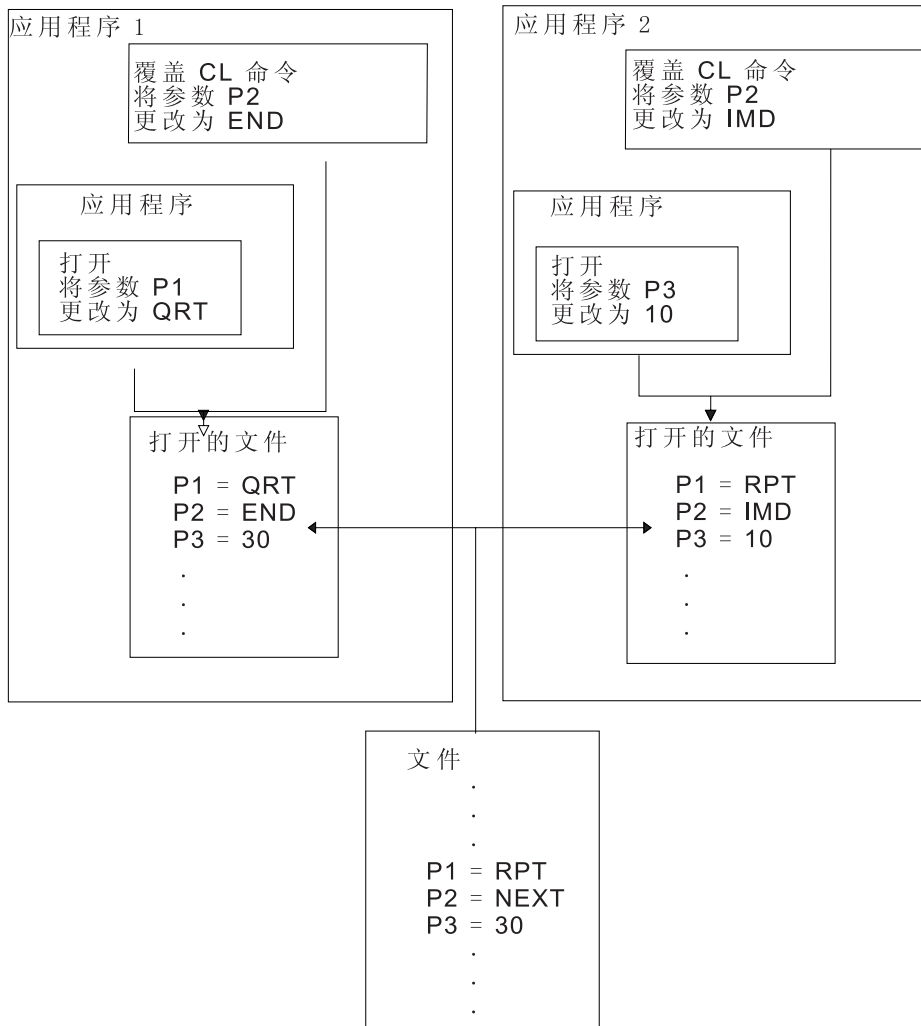 应用程序 1
覆盖 CL 命令
将参数 P2
更改为 END
应用程序
打开
将参数 P1
更改为 QRT
打开的文件
P1 = QRT
P2 = END
P3 = 30
.
.
.
应用程序 2
覆盖 CL 命令
将参数 P2
更改为 IMD
应用程序
打开
将参数 P3
更改为 10
打开的文件
P1 = RPT
P2 = IMD
P3 = 10
.
.
.
文件
.
.
.
P1 = RPT
P2 = NEXT
P3 = 30
.
.
.